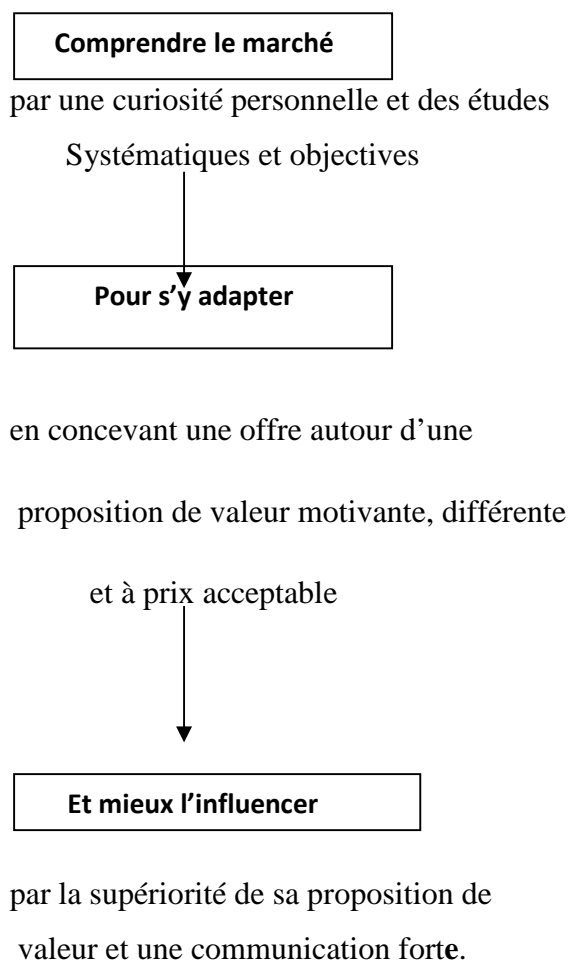 Comprendre le marché
par une curiosité personnelle et des études
Systématiques et objectives
Pour s’y adapter
en concevant une offre autour d’une
proposition de valeur motivante, différente
et à prix acceptable
Et mieux l’influencer
par la supériorité de sa proposition de
valeur et une communication forte.